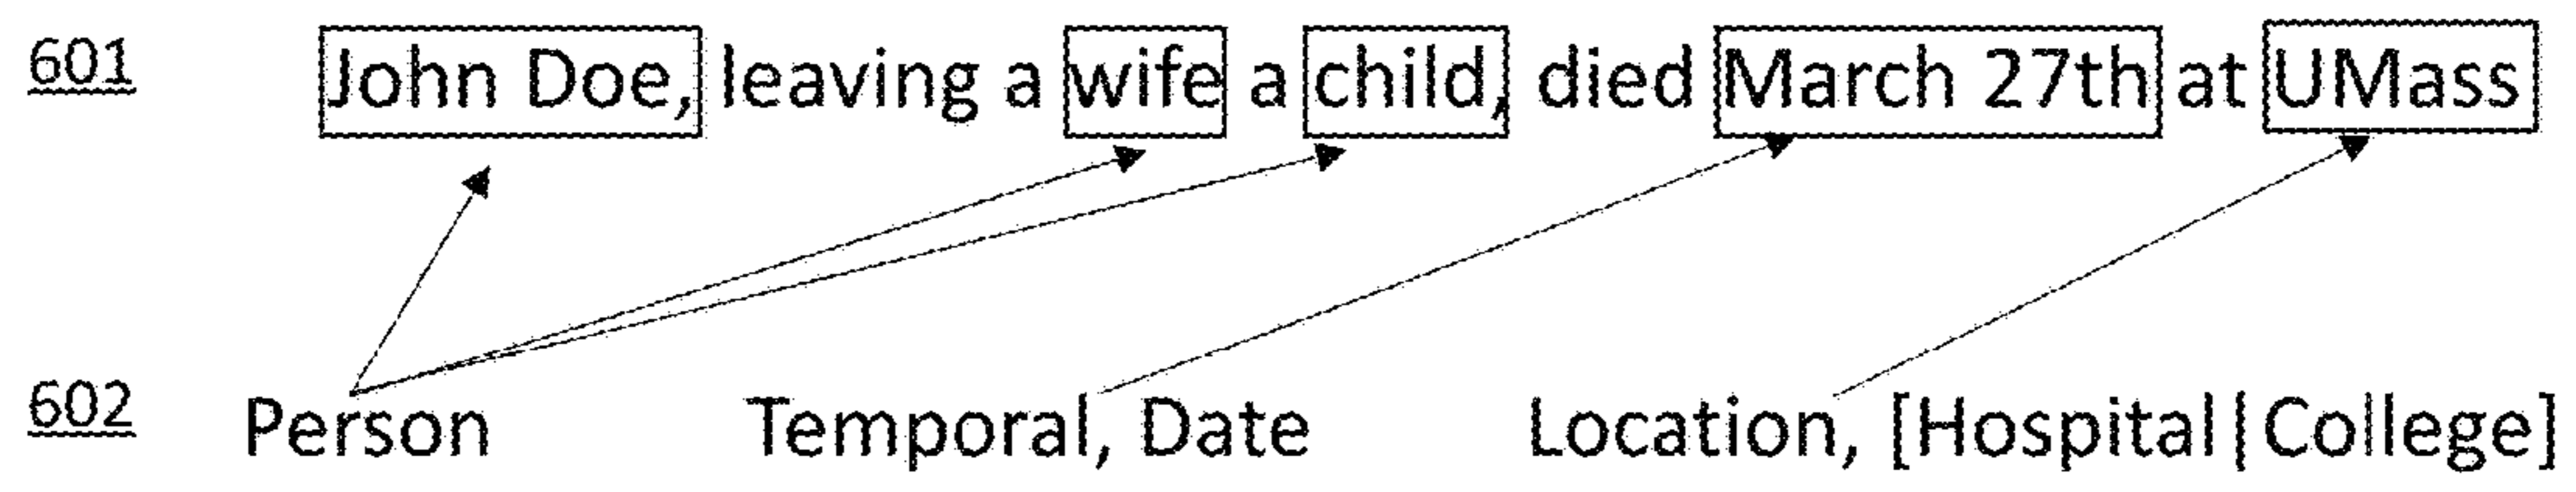 601 John Doe, leaving a wife a child, died March 27th at UMass
602 Person Temporal, Date Location, [Hospital|College]